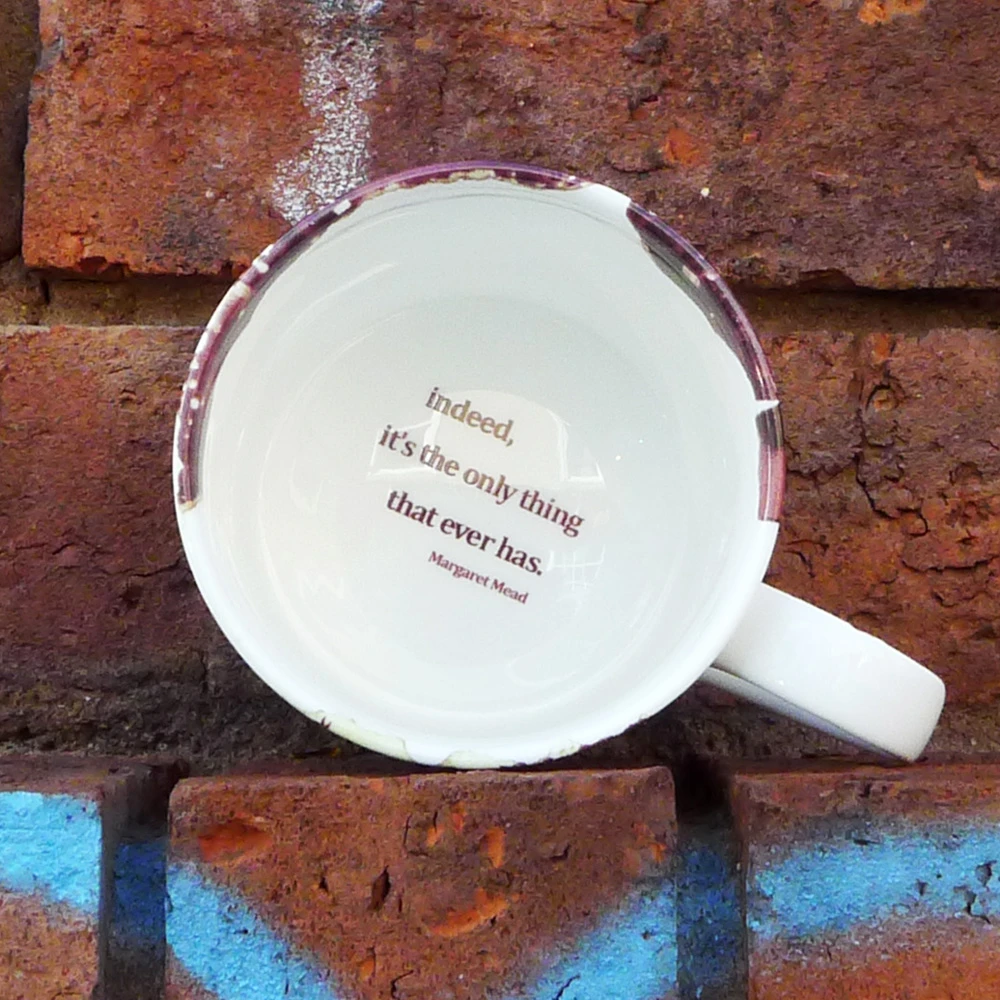 indeed,
it's the only thing
that ever has.
Margaret Mead